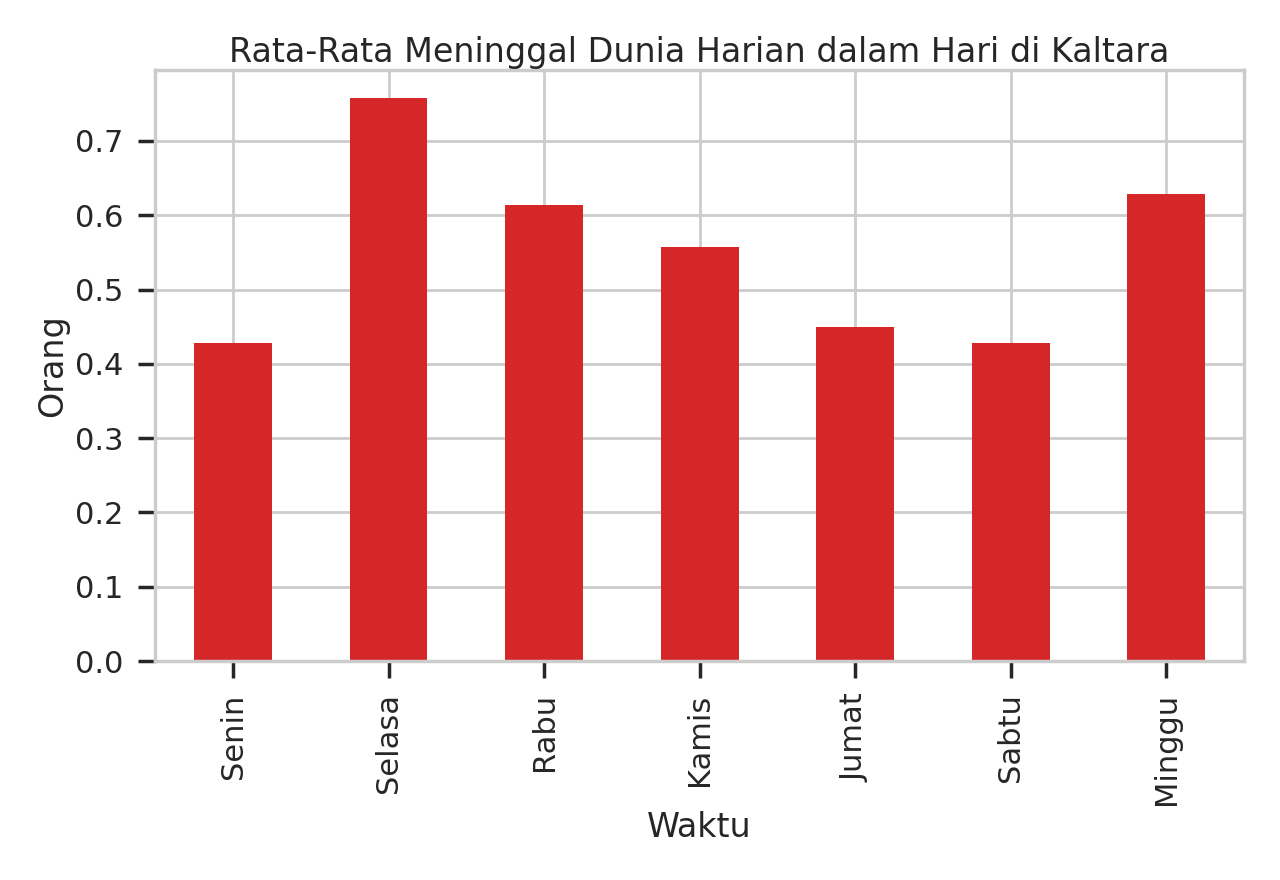 Rata-Rata Meninggal Dunia Harian dalam Hari di Kaltara
Orang
0.7
0.6
0.5
0.4
0.3
0.2
0.1
0.0
Senin
Selasa
Rabu
Kamis
Jumat
Sabtu
Minggu
Waktu